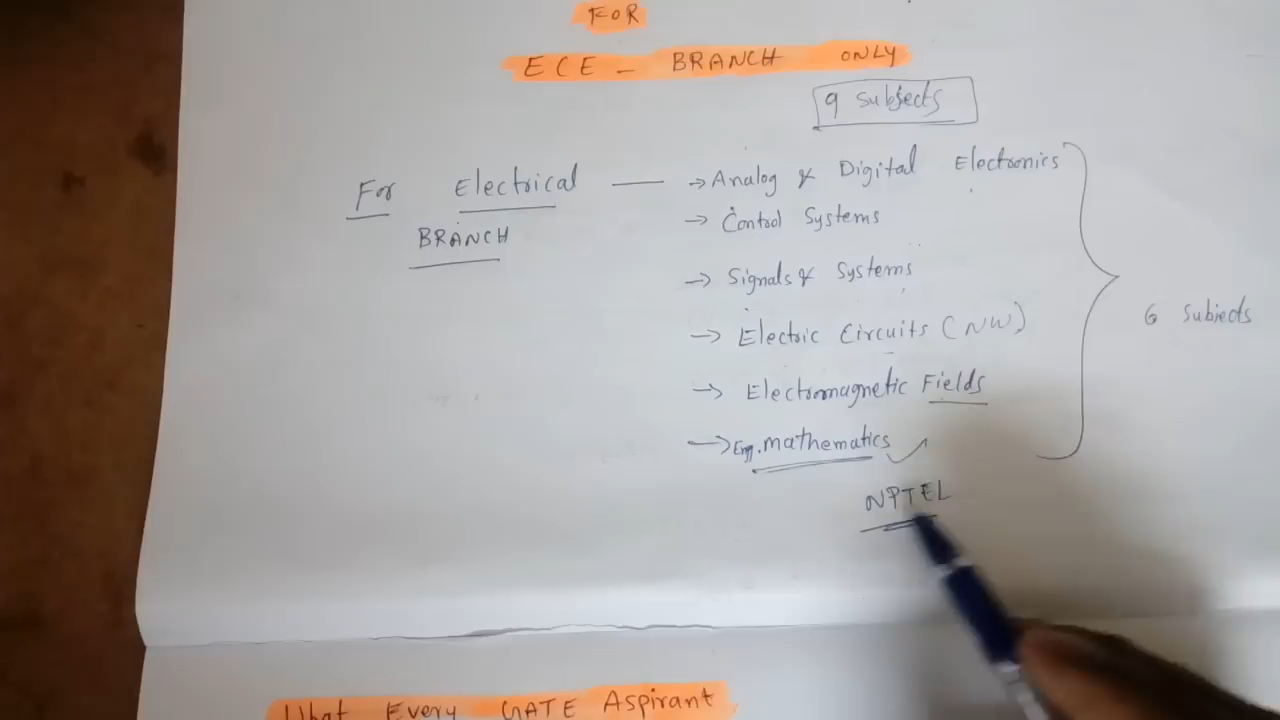 FOR
ECE - BRANCH ONLY
9 Subjects
For Electrical — → Analog & Digital Electronics
BRANCH
→ Control Systems
→ Signals & Systems
→ Electric Circuits (NW)
6 Subjects
→ Electromagnetic Fields
→ Engg. mathematics ✓
NPTEL
What Every GATE Aspirant